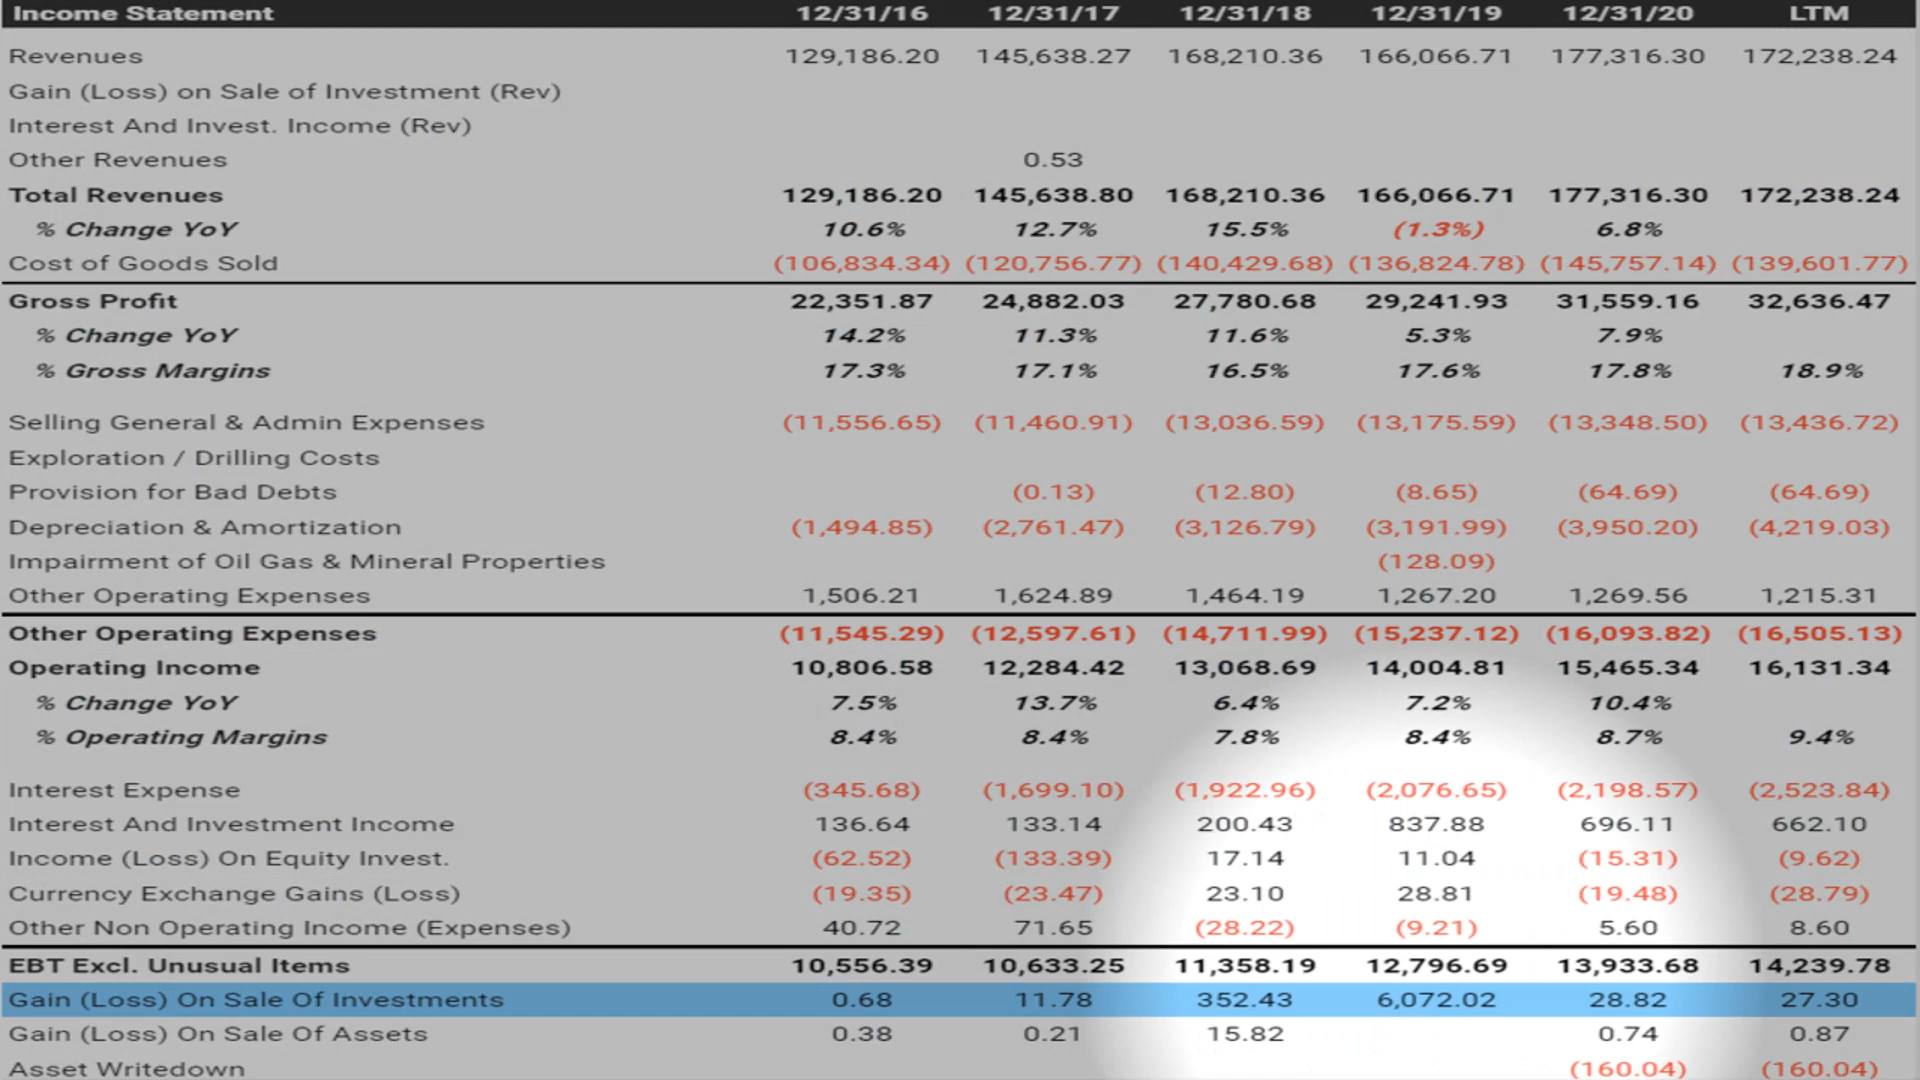 Income Statement 12/31/16 12/31/17 12/31/18 12/31/19 12/31/20 LTM
Revenues 129,186.20 145,638.27 168,210.36 166,066.71 177,316.30 172,238.24
Gain (Loss) on Sale of Investment (Rev)
Interest And Invest. Income (Rev)
Other Revenues 0.53
Total Revenues 129,186.20 145,638.80 168,210.36 166,066.71 177,316.30 172,238.24
% Change YoY 10.6% 12.7% 15.5% (1.3%) 6.8%
Cost of Goods Sold (106,834.34) (120,756.77) (140,429.68) (136,824.78) (145,757.14) (139,601.77)
Gross Profit 22,351.87 24,882.03 27,780.68 29,241.93 31,559.16 32,636.47
% Change YoY 14.2% 11.3% 11.6% 5.3% 7.9%
% Gross Margins 17.3% 17.1% 16.5% 17.6% 17.8% 18.9%
Selling General & Admin Expenses (11,556.65) (11,460.91) (13,036.59) (13,175.59) (13,348.50) (13,436.72)
Exploration / Drilling Costs
Provision for Bad Debts (0.13) (12.80) (8.65) (64.69) (64.69)
Depreciation & Amortization (1,494.85) (2,761.47) (3,126.79) (3,191.99) (3,950.20) (4,219.03)
Impairment of Oil Gas & Mineral Properties (128.09)
Other Operating Expenses 1,506.21 1,624.89 1,464.19 1,267.20 1,269.56 1,215.31
Other Operating Expenses (11,545.29) (12,597.61) (14,711.99) (15,237.12) (16,093.82) (16,505.13)
Operating Income 10,806.58 12,284.42 13,068.69 14,004.81 15,465.34 16,131.34
% Change YoY 7.5% 13.7% 6.4% 7.2% 10.4%
% Operating Margins 8.4% 8.4% 7.8% 8.4% 8.7% 9.4%
Interest Expense (345.68) (1,699.10) (1,922.96) (2,076.65) (2,198.57) (2,523.84)
Interest And Investment Income 136.64 133.14 200.43 837.88 696.11 662.10
Income (Loss) On Equity Invest. (62.52) (133.39) 17.14 11.04 (15.31) (9.62)
Currency Exchange Gains (Loss) (19.35) (23.47) 23.10 28.81 (19.48) (28.79)
Other Non Operating Income (Expenses) 40.72 71.65 (28.22) (9.21) 5.60 8.60
EBT Excl. Unusual Items 10,556.39 10,633.25 11,358.19 12,796.69 13,933.68 14,239.78
Gain (Loss) On Sale Of Investments 0.68 11.78 352.43 6,072.02 28.82 27.30
Gain (Loss) On Sale Of Assets 0.38 0.21 15.82 0.74 0.87
Asset Writedown (160.04) (160.04)